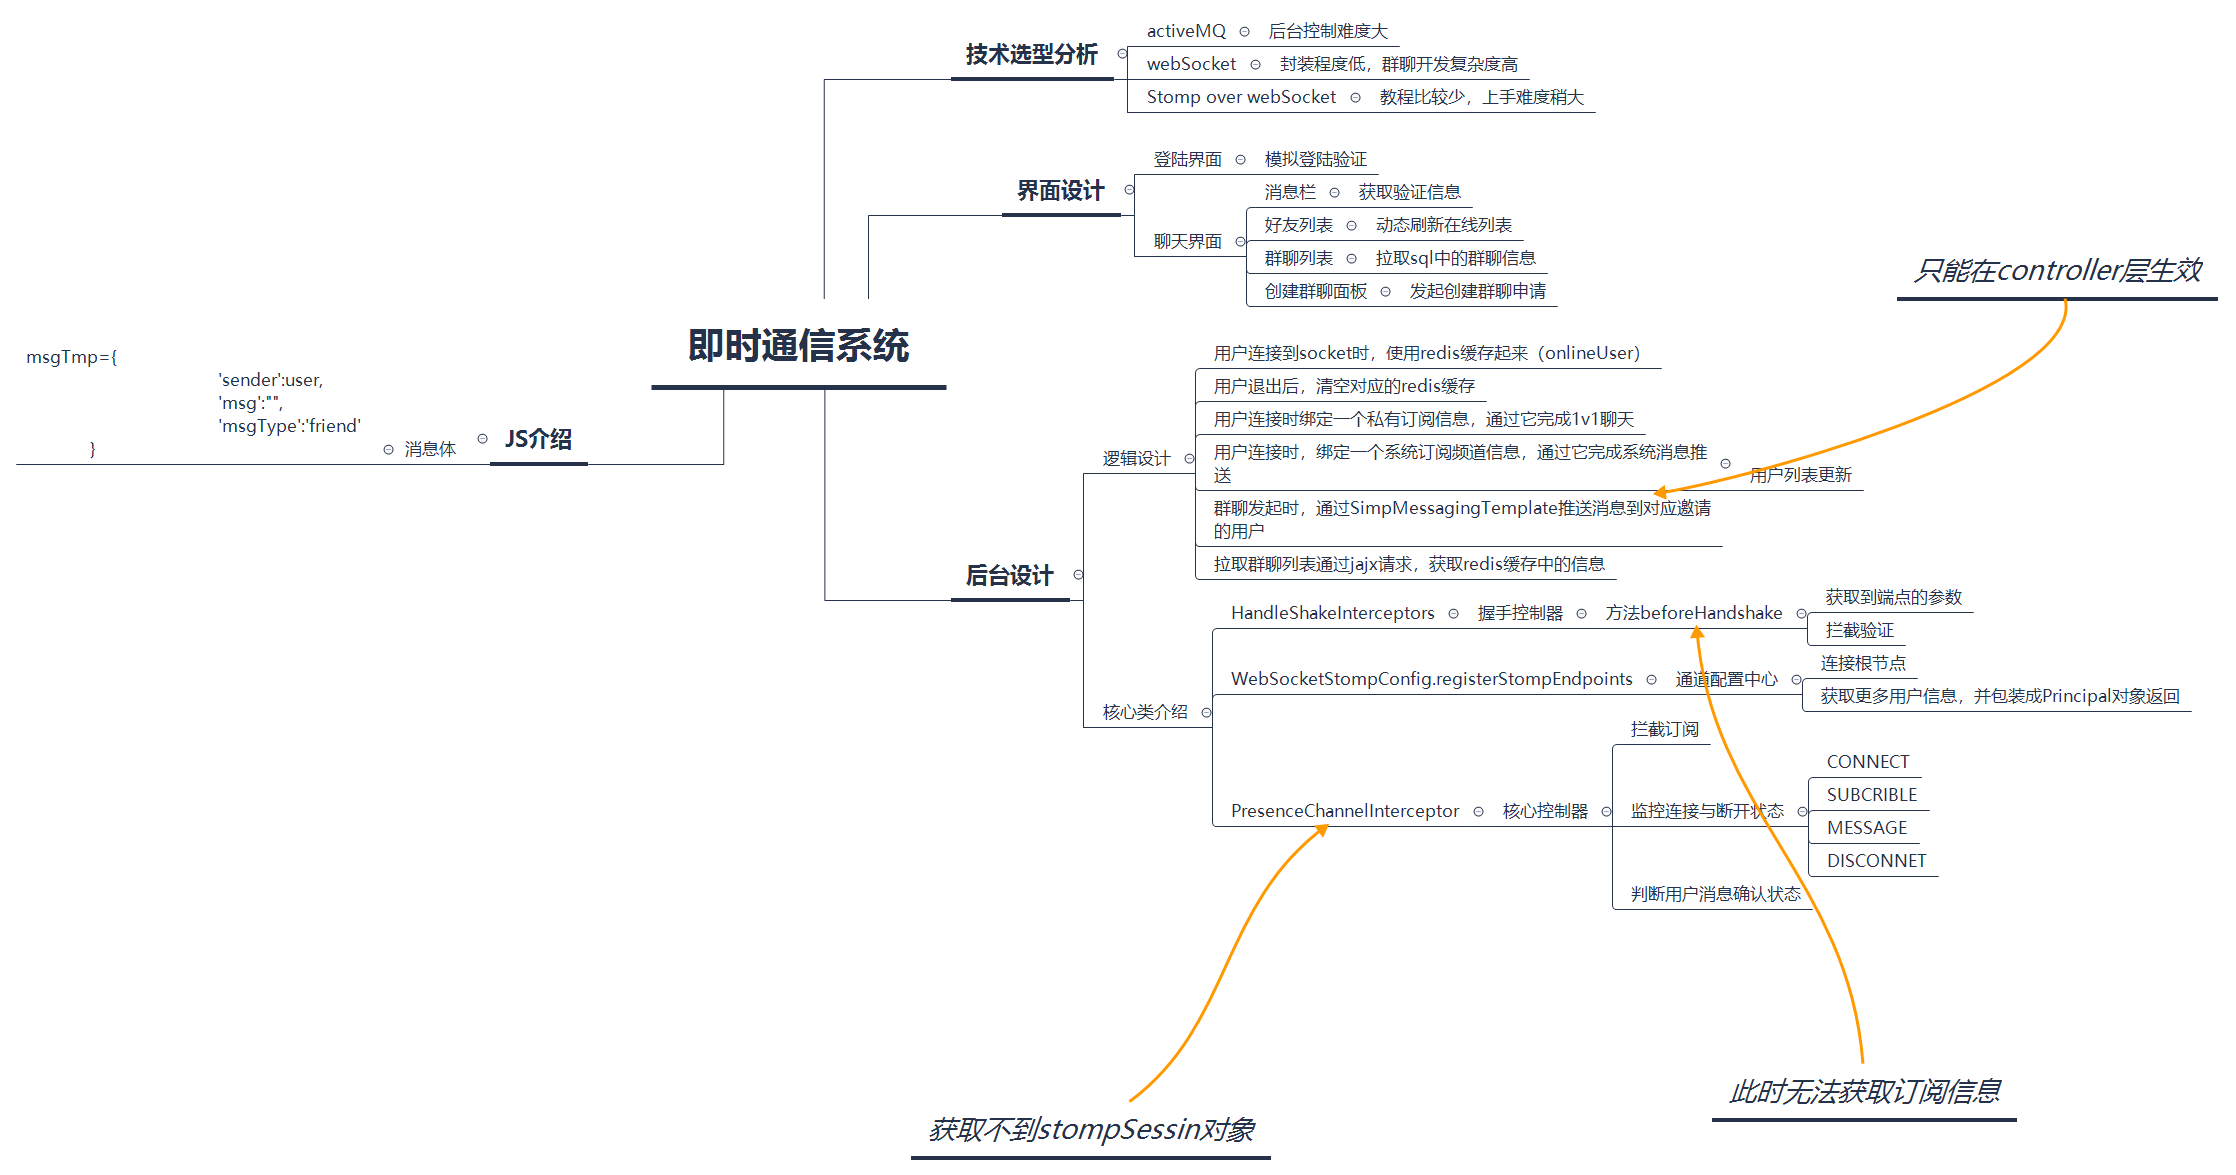 技术选型分析
activeMQ
后台控制难度大
webSocket
封装程度低，群聊开发复杂度高
Stomp over webSocket
教程比较少，上手难度稍大
界面设计
登陆界面
模拟登陆验证
聊天界面
消息栏
获取验证信息
好友列表
动态刷新在线列表
群聊列表
拉取sql中的群聊信息
创建群聊面板
发起创建群聊申请
只能在controller层生效
即时通信系统
JS介绍
消息体
msgTmp={
'sender':user,
'msg':"",
'msgType':'friend'
}
后台设计
逻辑设计
用户连接到socket时，使用redis缓存起来（onlineUser）
用户退出后，清空对应的redis缓存
用户连接时绑定一个私有订阅信息，通过它完成1v1聊天
用户连接时，绑定一个系统订阅频道信息，通过它完成系统消息推
送
用户列表更新
群聊发起时，通过SimpMessagingTemplate推送消息到对应邀请
的用户
拉取群聊列表通过jajx请求，获取redis缓存中的信息
核心类介绍
HandleShakeInterceptors
握手控制器
方法beforeHandshake
获取到端点的参数
拦截验证
WebSocketStompConfig.registerStompEndpoints
通道配置中心
连接根节点
获取更多用户信息，并包装成Principal对象返回
PresenceChannelInterceptor
核心控制器
拦截订阅
监控连接与断开状态
CONNECT
SUBCRIBLE
MESSAGE
DISCONNET
判断用户消息确认状态
此时无法获取订阅信息
获取不到stompSessin对象